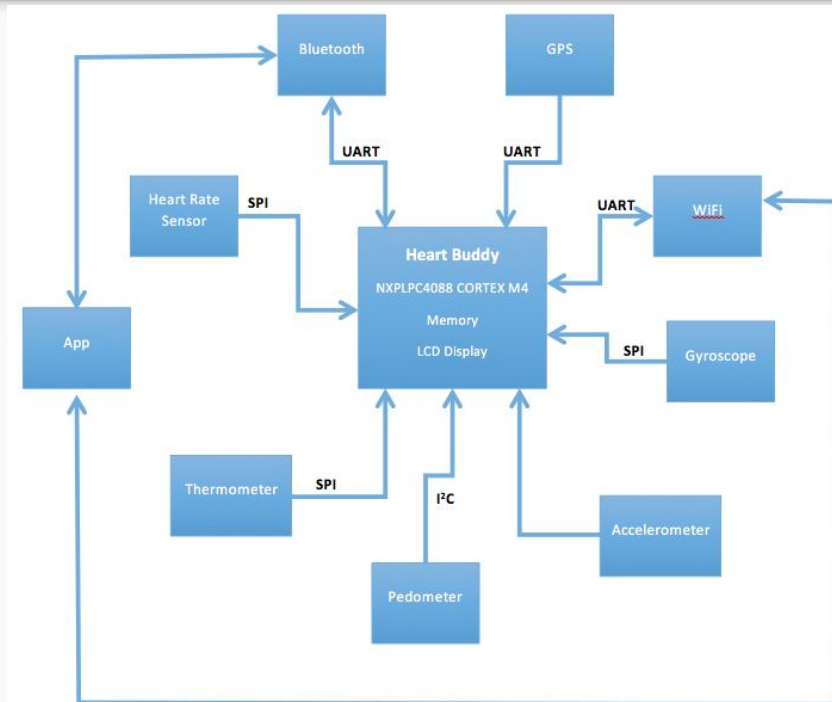 Bluetooth
GPS
UART
UART
Heart Rate
Sensor
SPI
UART
WiFi
Heart Buddy
NXPLPC4088 CORTEX M4
Memory
LCD Display
App
SPI
Gyroscope
Thermometer
SPI
I²C
Accelerometer
Pedometer